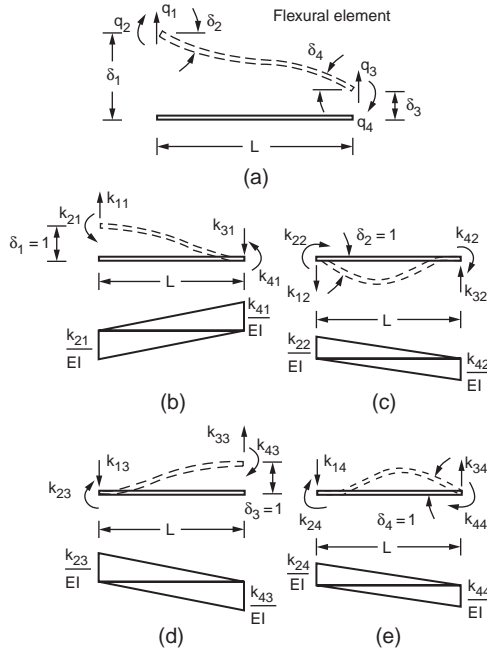 Flexural element
q₂
q₁
δ₂
δ₁
δ₄
q₃
δ₃
q₄
L
(a)
k₁₁
k₂₁
δ₁ = 1
k₃₁
k₄₁
L
k₂₁
EI
k₄₁
EI
(b)
k₂₂
δ₂ = 1
k₄₂
k₁₂
k₃₂
L
k₂₂
EI
k₄₂
EI
(c)
k₃₃
k₁₃
k₄₃
k₂₃
δ₃ = 1
L
k₂₃
EI
k₄₃
EI
(d)
k₁₄
k₃₄
k₂₄
δ₄ = 1
k₄₄
L
k₂₄
EI
k₄₄
EI
(e)